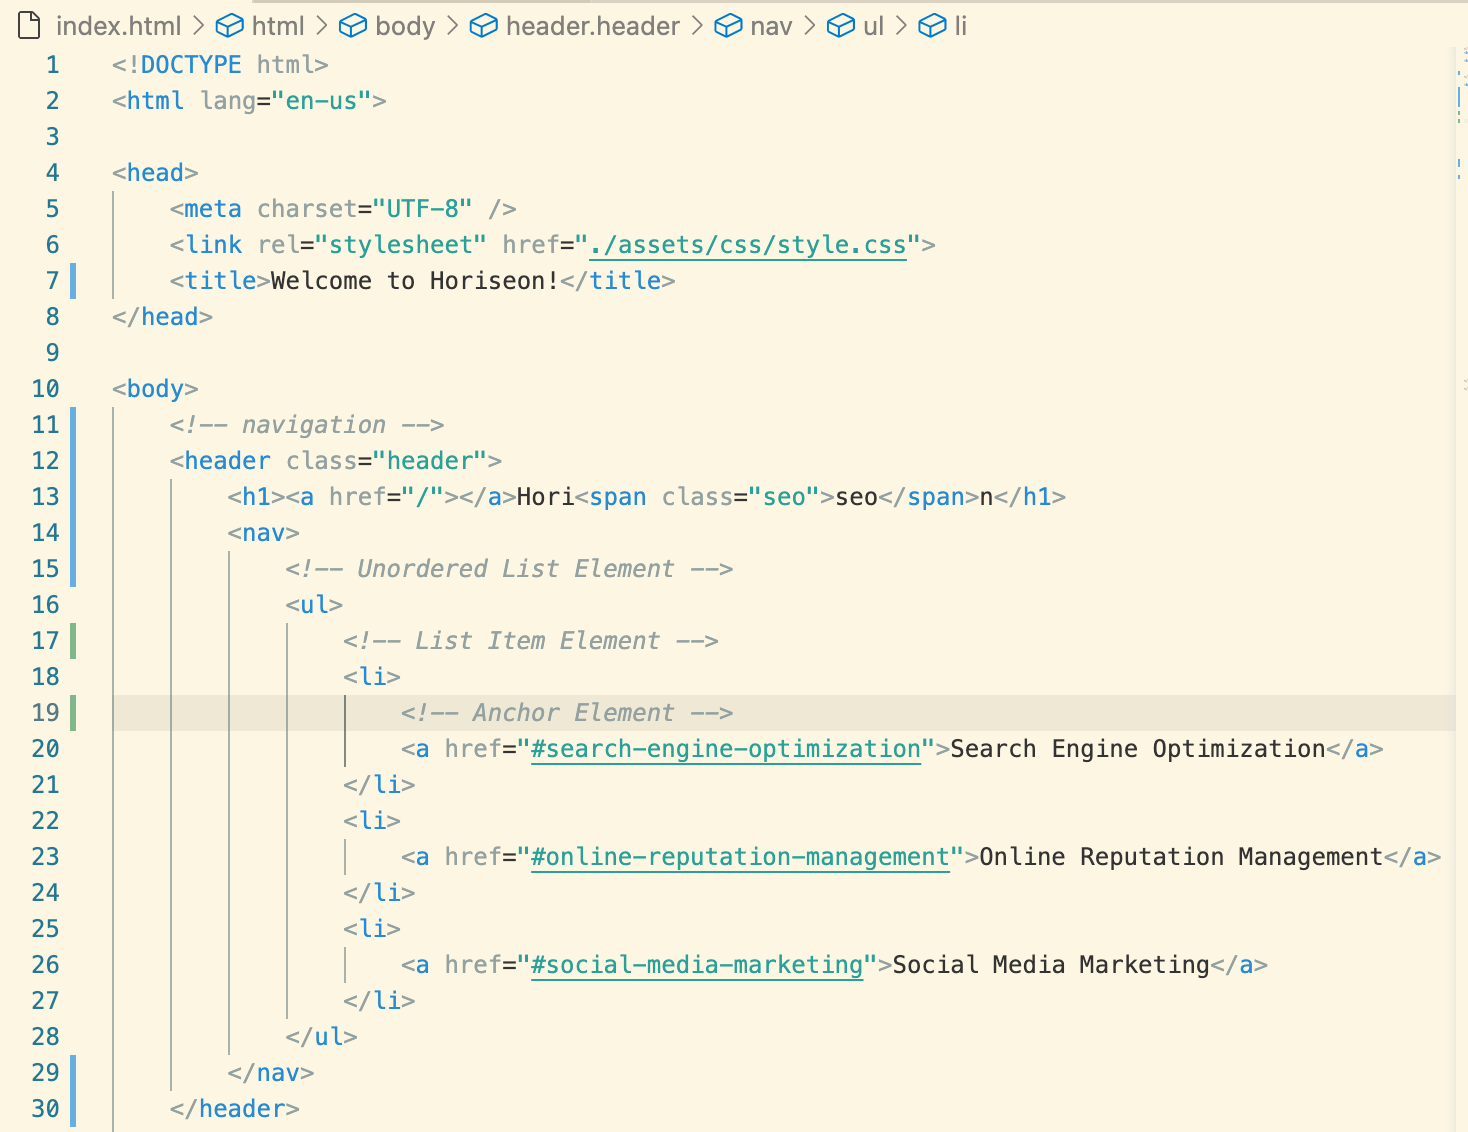 index.html > html > body > header.header > nav > ul > li
1 <!DOCTYPE html>
2 <html lang="en-us">
3
4 <head>
5     <meta charset="UTF-8" />
6     <link rel="stylesheet" href="./assets/css/style.css">
7     <title>Welcome to Horiseon!</title>
8 </head>
9
10 <body>
11     <!-- navigation -->
12     <header class="header">
13         <h1><a href="/"></a>Hori<span class="seo">seo</span>n</h1>
14         <nav>
15             <!-- Unordered List Element -->
16             <ul>
17                 <!-- List Item Element -->
18                 <li>
19                     <!-- Anchor Element -->
20                     <a href="#search-engine-optimization">Search Engine Optimization</a>
21                 </li>
22                 <li>
23                     <a href="#online-reputation-management">Online Reputation Management</a>
24                 </li>
25                 <li>
26                     <a href="#social-media-marketing">Social Media Marketing</a>
27                 </li>
28             </ul>
29         </nav>
30     </header>